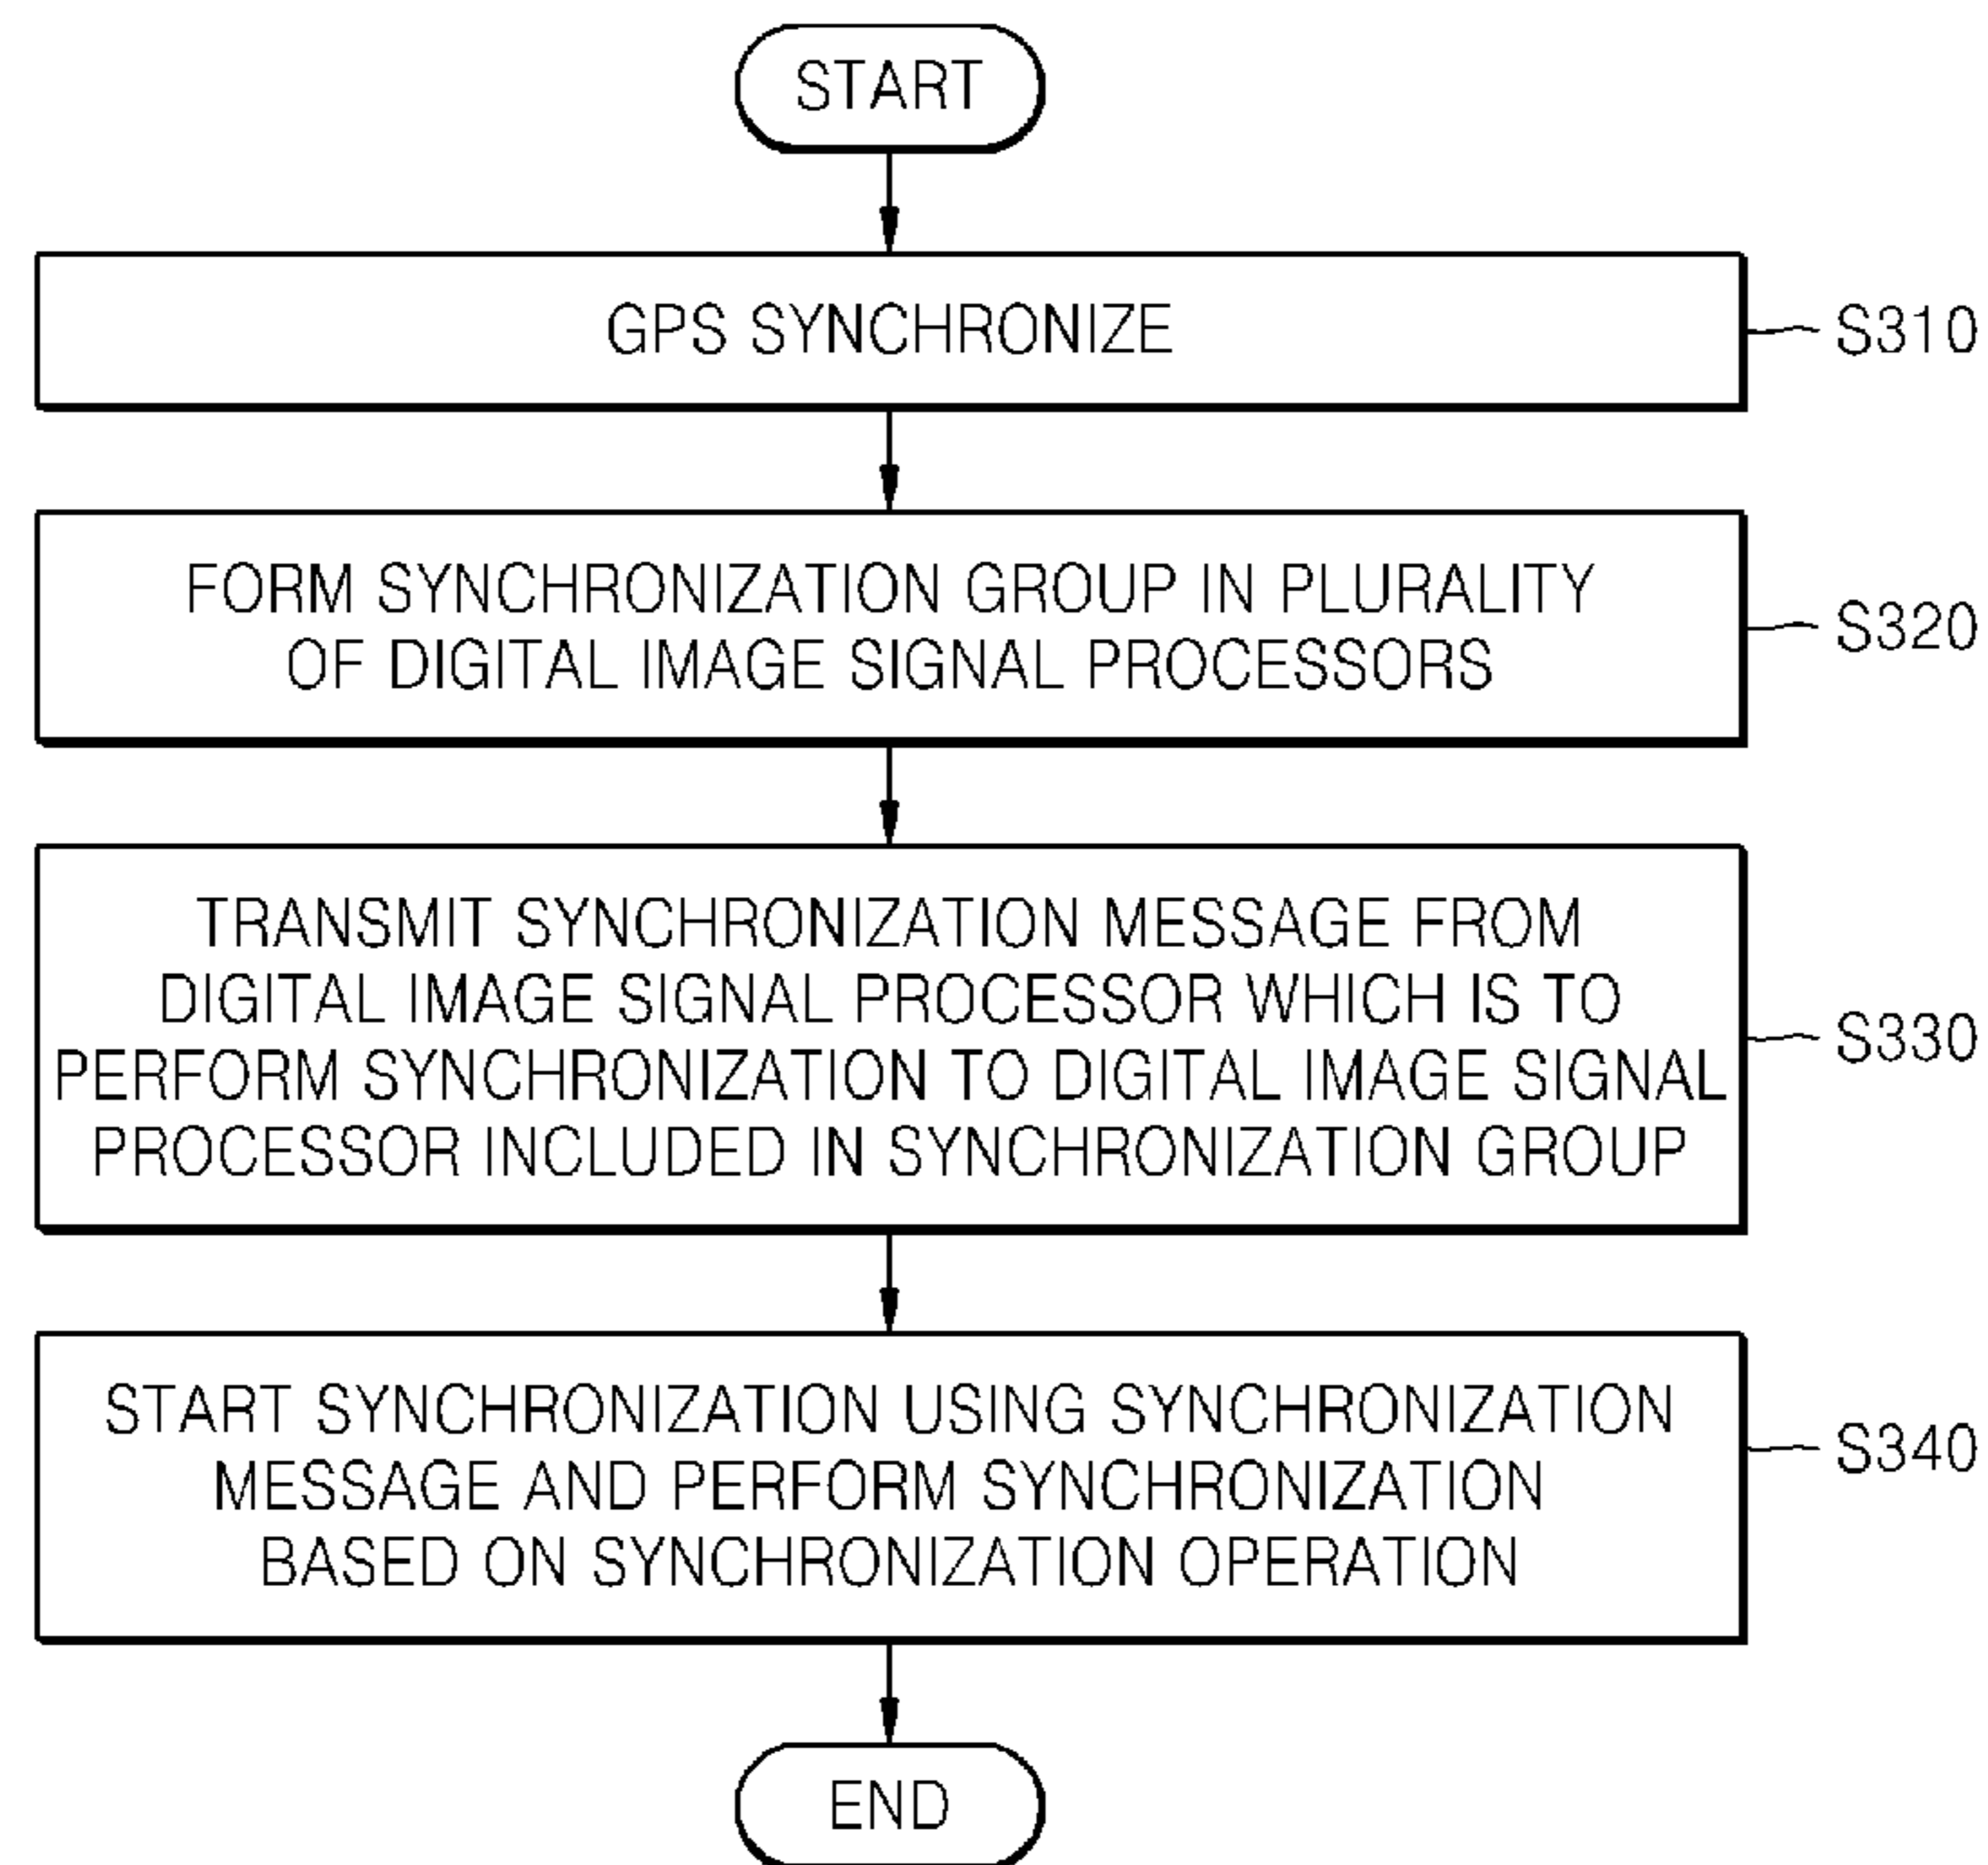 START
GPS SYNCHRONIZE
S310
FORM SYNCHRONIZATION GROUP IN PLURALITY
OF DIGITAL IMAGE SIGNAL PROCESSORS
S320
TRANSMIT SYNCHRONIZATION MESSAGE FROM
DIGITAL IMAGE SIGNAL PROCESSOR WHICH IS TO
PERFORM SYNCHRONIZATION TO DIGITAL IMAGE SIGNAL
PROCESSOR INCLUDED IN SYNCHRONIZATION GROUP
S330
START SYNCHRONIZATION USING SYNCHRONIZATION
MESSAGE AND PERFORM SYNCHRONIZATION
BASED ON SYNCHRONIZATION OPERATION
S340
END